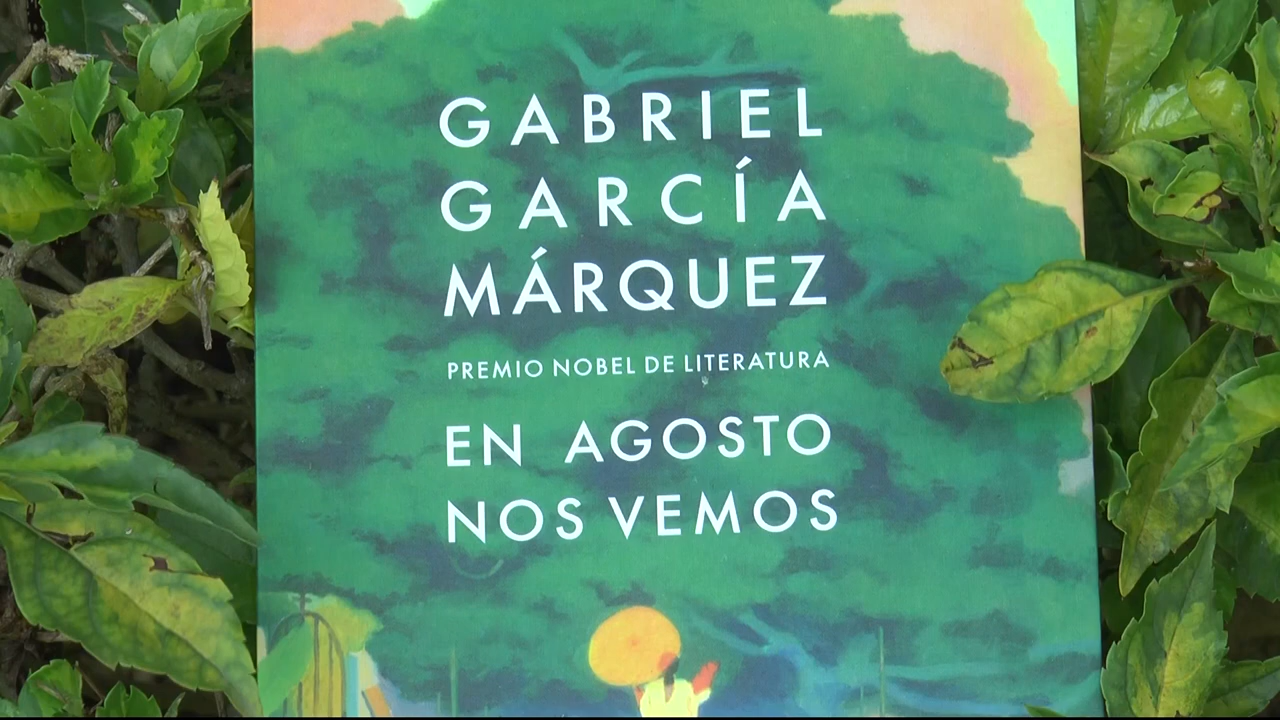 GABRIEL
GARCÍA
MÁRQUEZ
PREMIO NOBEL DE LITERATURA
EN AGOSTO
NOS VEMOS